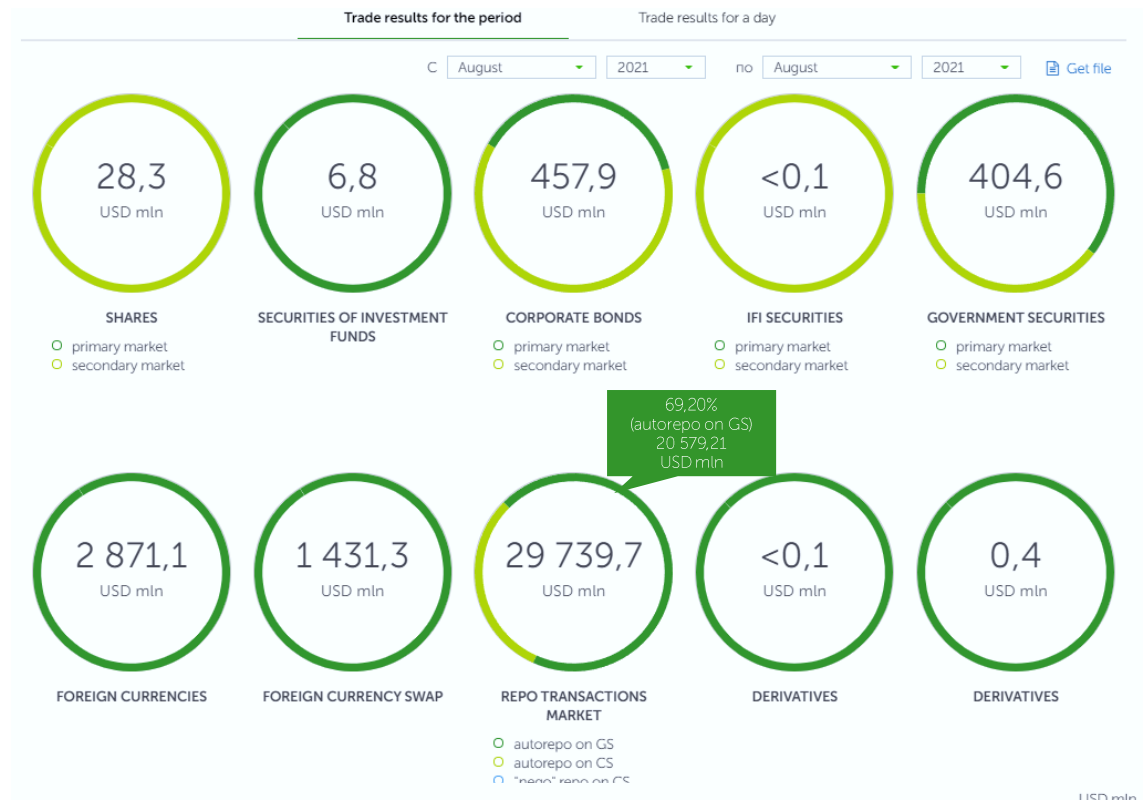 Trade results for the period
Trade results for a day
С August 2021 по August 2021 Get file
28,3
USD mln
6,8
USD mln
457,9
USD mln
<0,1
USD mln
404,6
USD mln
SHARES
primary market
secondary market
SECURITIES OF INVESTMENT
FUNDS
CORPORATE BONDS
primary market
secondary market
IFI SECURITIES
primary market
secondary market
GOVERNMENT SECURITIES
primary market
secondary market
69,20%
(autorepo on GS)
20 579,21
USD mln
2 871,1
USD mln
1 431,3
USD mln
29 739,7
USD mln
<0,1
USD mln
0,4
USD mln
FOREIGN CURRENCIES
FOREIGN CURRENCY SWAP
REPO TRANSACTIONS
MARKET
autorepo on GS
autorepo on CS
"nego" repo on CS
DERIVATIVES
DERIVATIVES
USD mln